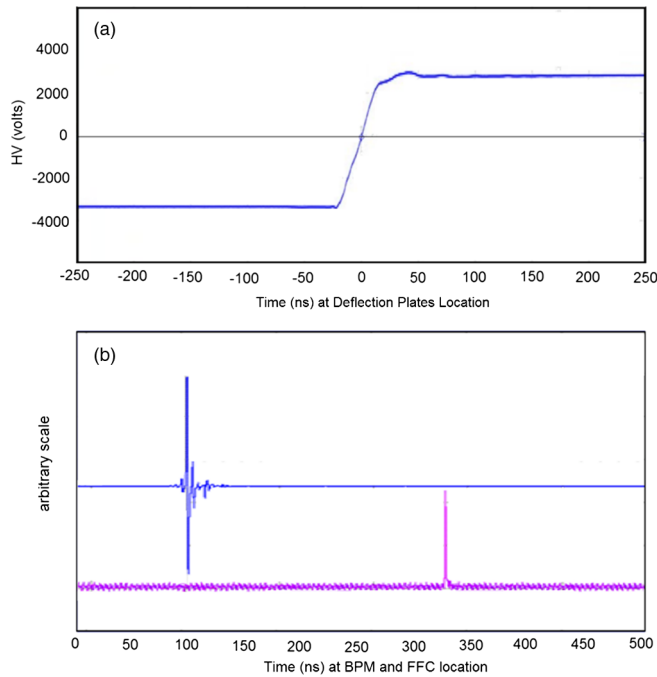 (a)
4000
2000
0
-2000
-4000
HV (volts)
-250 -200 -150 -100 -50 0 50 100 150 200 250
Time (ns) at Deflection Plates Location
(b)
arbitrary scale
0 50 100 150 200 250 300 350 400 450 500
Time (ns) at BPM and FFC location